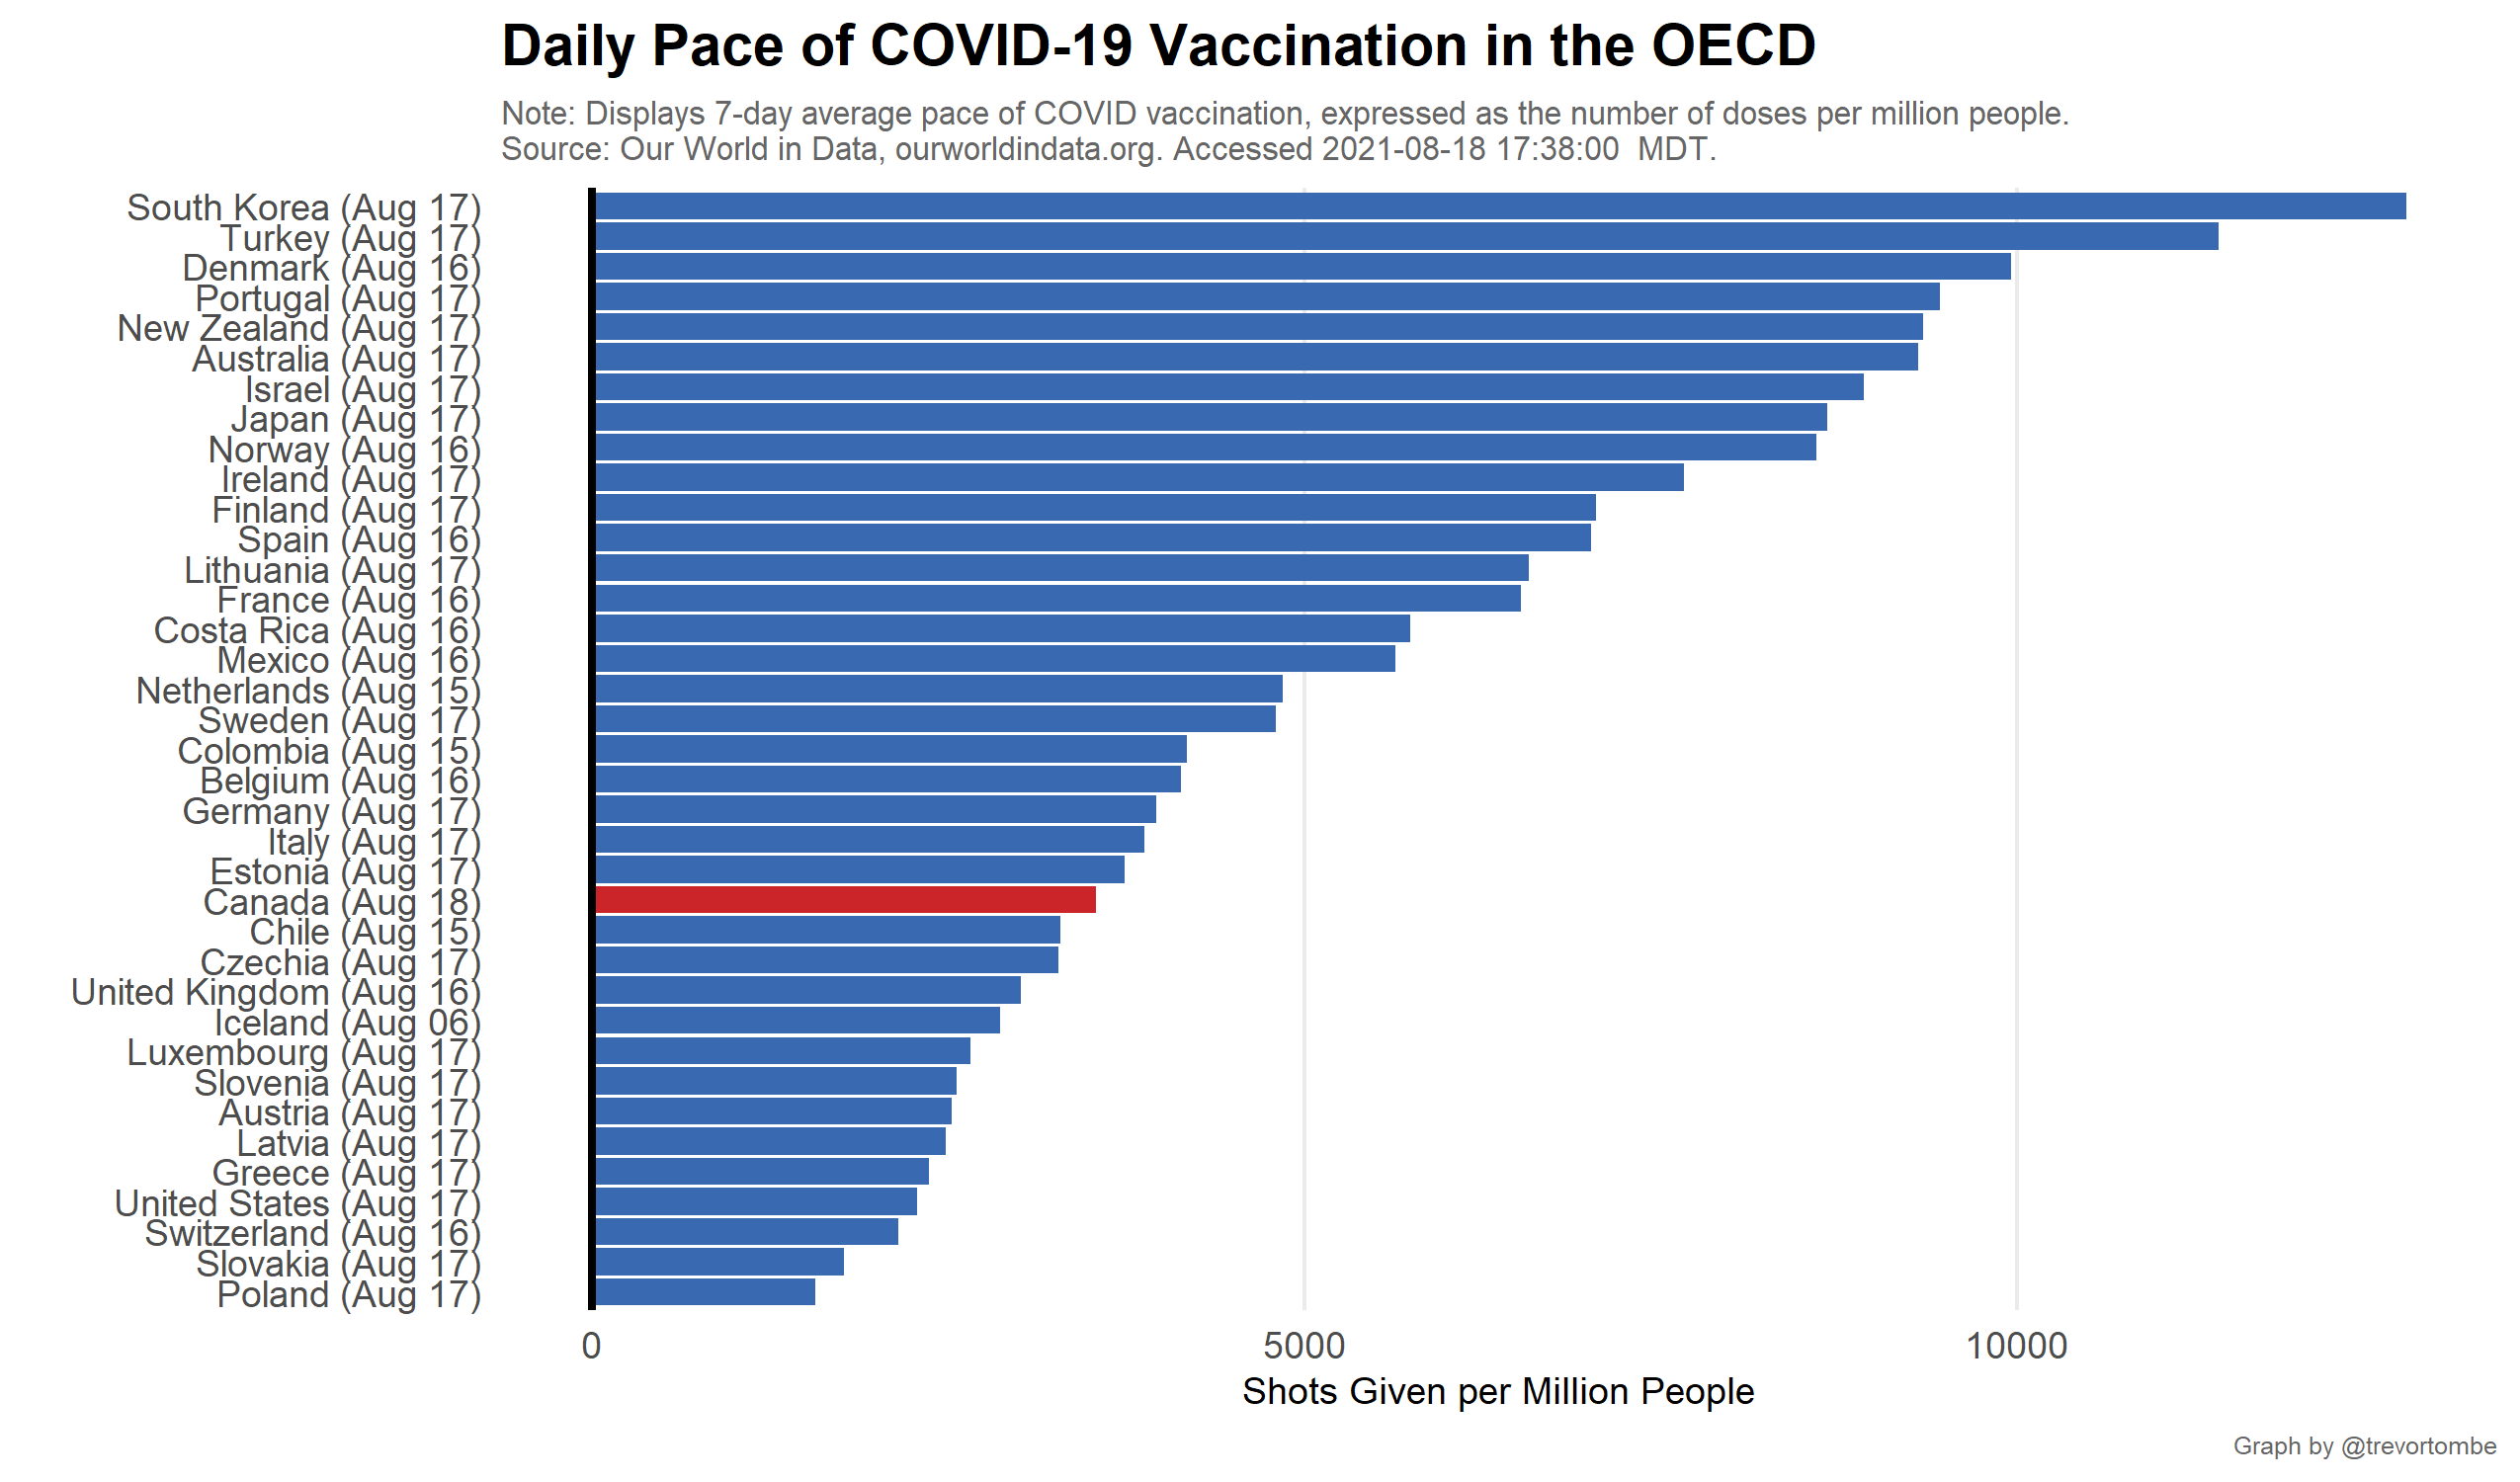 Daily Pace of COVID-19 Vaccination in the OECD
Note: Displays 7-day average pace of COVID vaccination, expressed as the number of doses per million people.
Source: Our World in Data, ourworldindata.org. Accessed 2021-08-18 17:38:00  MDT.
South Korea (Aug 17)
Turkey (Aug 17)
Denmark (Aug 16)
Portugal (Aug 17)
New Zealand (Aug 17)
Australia (Aug 17)
Israel (Aug 17)
Japan (Aug 17)
Norway (Aug 16)
Ireland (Aug 17)
Finland (Aug 17)
Spain (Aug 16)
Lithuania (Aug 17)
France (Aug 16)
Costa Rica (Aug 16)
Mexico (Aug 16)
Netherlands (Aug 15)
Sweden (Aug 17)
Colombia (Aug 15)
Belgium (Aug 16)
Germany (Aug 17)
Italy (Aug 17)
Estonia (Aug 17)
Canada (Aug 18)
Chile (Aug 15)
Czechia (Aug 17)
United Kingdom (Aug 16)
Iceland (Aug 06)
Luxembourg (Aug 17)
Slovenia (Aug 17)
Austria (Aug 17)
Latvia (Aug 17)
Greece (Aug 17)
United States (Aug 17)
Switzerland (Aug 16)
Slovakia (Aug 17)
Poland (Aug 17)
0 5000 10000
Shots Given per Million People
Graph by @trevortombe